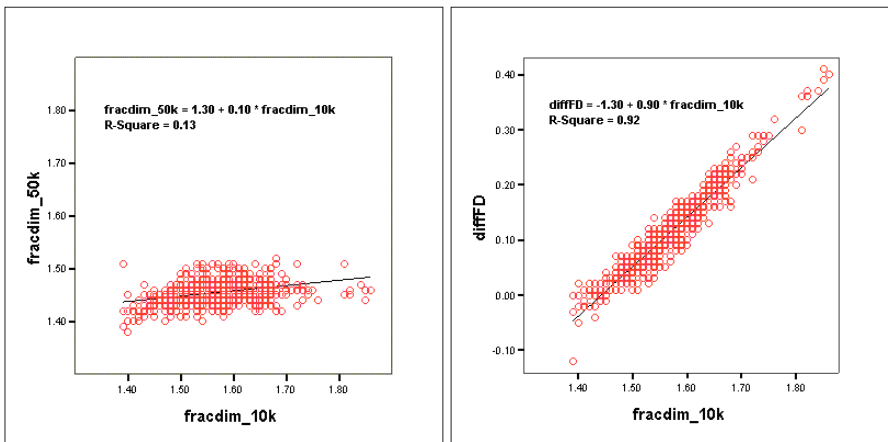 fracdim_50k = 1.30 + 0.10 * fracdim_10k
R-Square = 0.13
1.80
1.70
1.60
1.50
1.40
fracdim_50k
1.40 1.50 1.60 1.70 1.80
fracdim_10k
diffFD = -1.30 + 0.90 * fracdim_10k
R-Square = 0.92
0.40
0.30
0.20
0.10
0.00
-0.10
diffFD
1.40 1.50 1.60 1.70 1.80
fracdim_10k